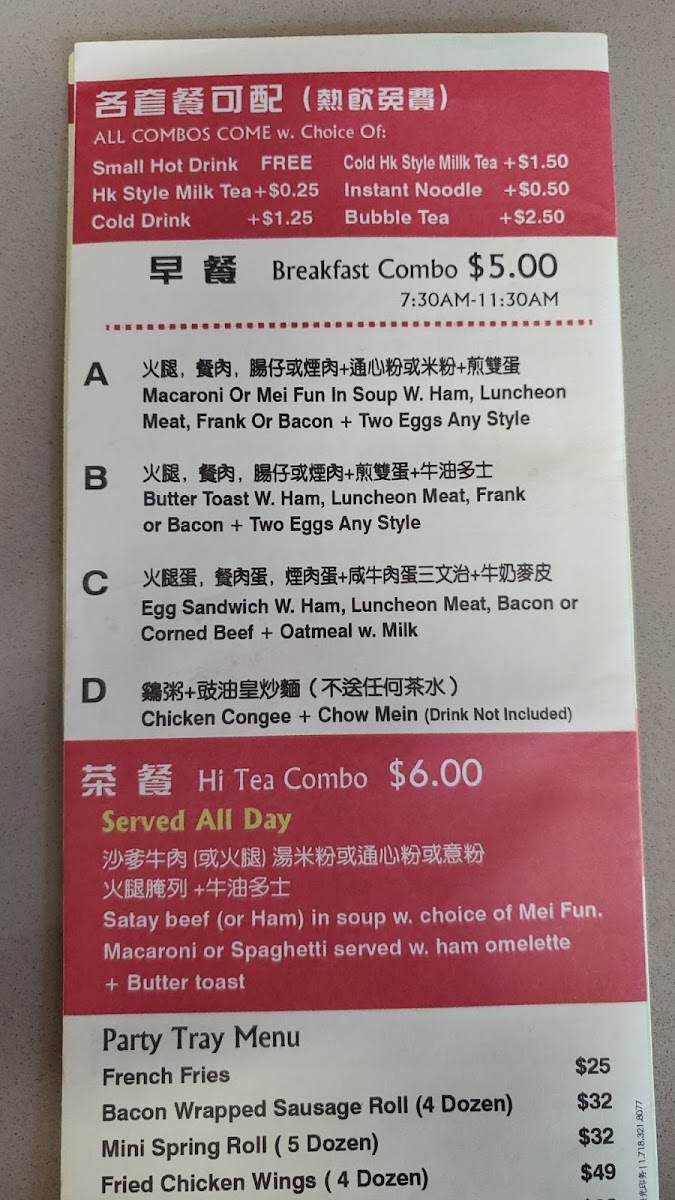 各套餐可配（熱飲免費）
ALL COMBOS COME w. Choice Of:
Small Hot Drink FREE Cold Hk Style Millk Tea +$1.50
Hk Style Milk Tea+$0.25 Instant Noodle +$0.50
Cold Drink +$1.25 Bubble Tea +$2.50
早餐 Breakfast Combo $5.00
7:30AM-11:30AM
A 火腿，餐肉，腸仔或煙肉+通心粉或米粉+煎雙蛋
Macaroni Or Mei Fun In Soup W. Ham, Luncheon
Meat, Frank Or Bacon + Two Eggs Any Style
B 火腿，餐肉，腸仔或煙肉+煎雙蛋+牛油多士
Butter Toast W. Ham, Luncheon Meat, Frank
or Bacon + Two Eggs Any Style
C 火腿蛋，餐肉蛋，煙肉蛋+咸牛肉蛋三文治+牛奶麥皮
Egg Sandwich W. Ham, Luncheon Meat, Bacon or
Corned Beef + Oatmeal w. Milk
D 鷄粥+豉油皇炒麵（不送任何茶水）
Chicken Congee + Chow Mein (Drink Not Included)
茶餐 Hi Tea Combo $6.00
Served All Day
沙爹牛肉 (或火腿) 湯米粉或通心粉或意粉
火腿腌列 +牛油多士
Satay beef (or Ham) in soup w. choice of Mei Fun.
Macaroni or Spaghetti served w. ham omelette
+ Butter toast
Party Tray Menu
French Fries $25
Bacon Wrapped Sausage Roll (4 Dozen) $32
Mini Spring Roll ( 5 Dozen) $32
Fried Chicken Wings ( 4 Dozen) $49
1.718.321.8077